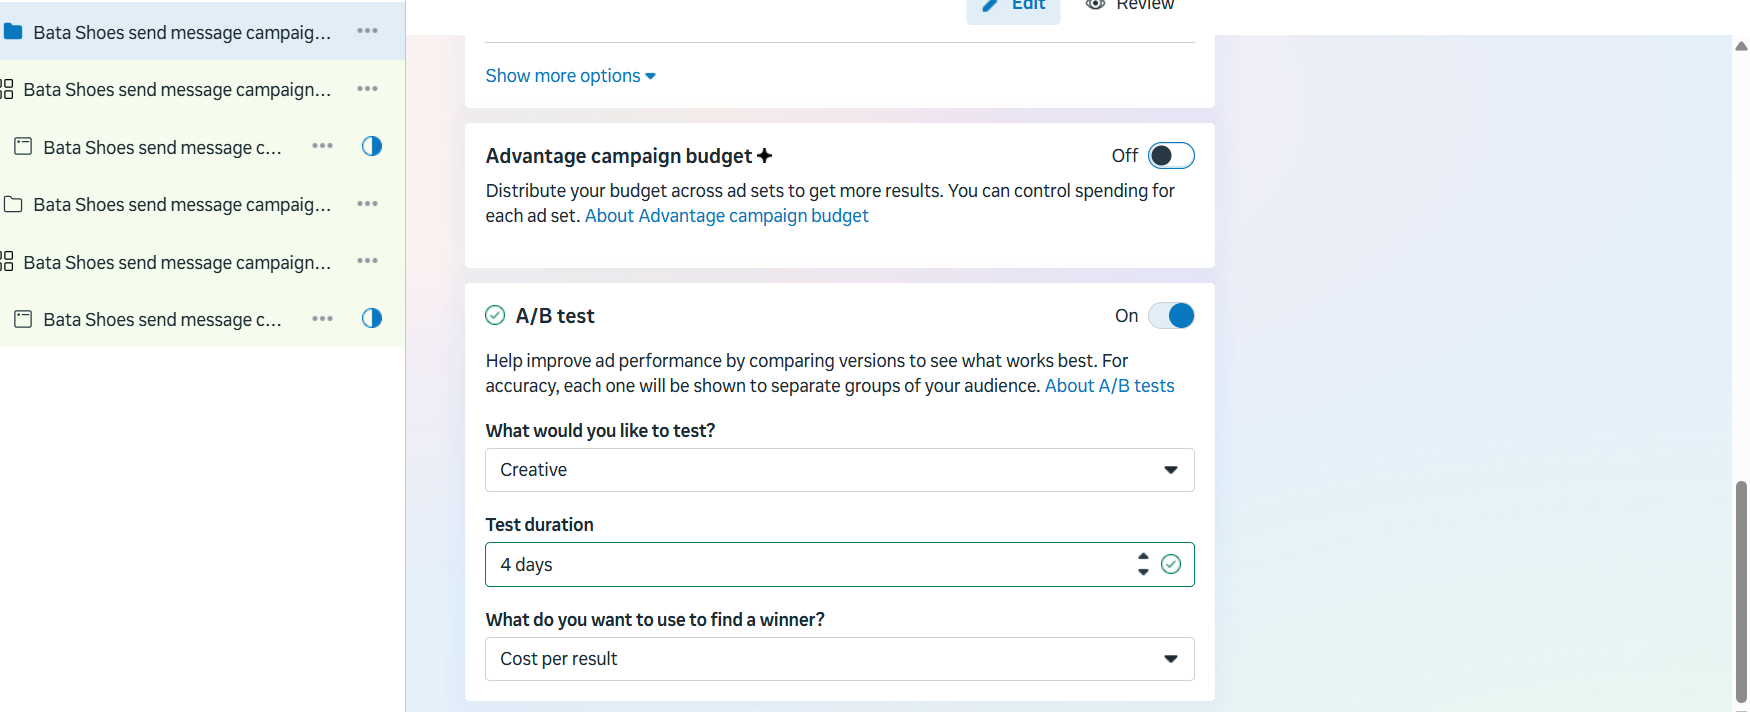 Edit
Review
Bata Shoes send message campaig...
Bata Shoes send message campaign...
Bata Shoes send message c...
Bata Shoes send message campaig...
Bata Shoes send message campaign...
Bata Shoes send message c...
Show more options
Advantage campaign budget
Off
Distribute your budget across ad sets to get more results. You can control spending for
each ad set. About Advantage campaign budget
A/B test
On
Help improve ad performance by comparing versions to see what works best. For
accuracy, each one will be shown to separate groups of your audience. About A/B tests
What would you like to test?
Creative
Test duration
4 days
What do you want to use to find a winner?
Cost per result